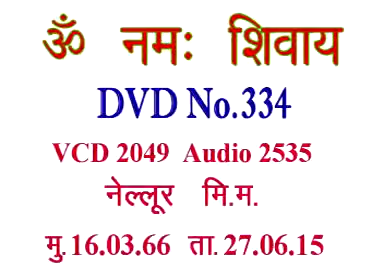 ॐ नमः शिवाय
DVD No.334
VCD 2049 Audio 2535
नेल्लूर मि.म.
मु.16.03.66 ता.27.06.15